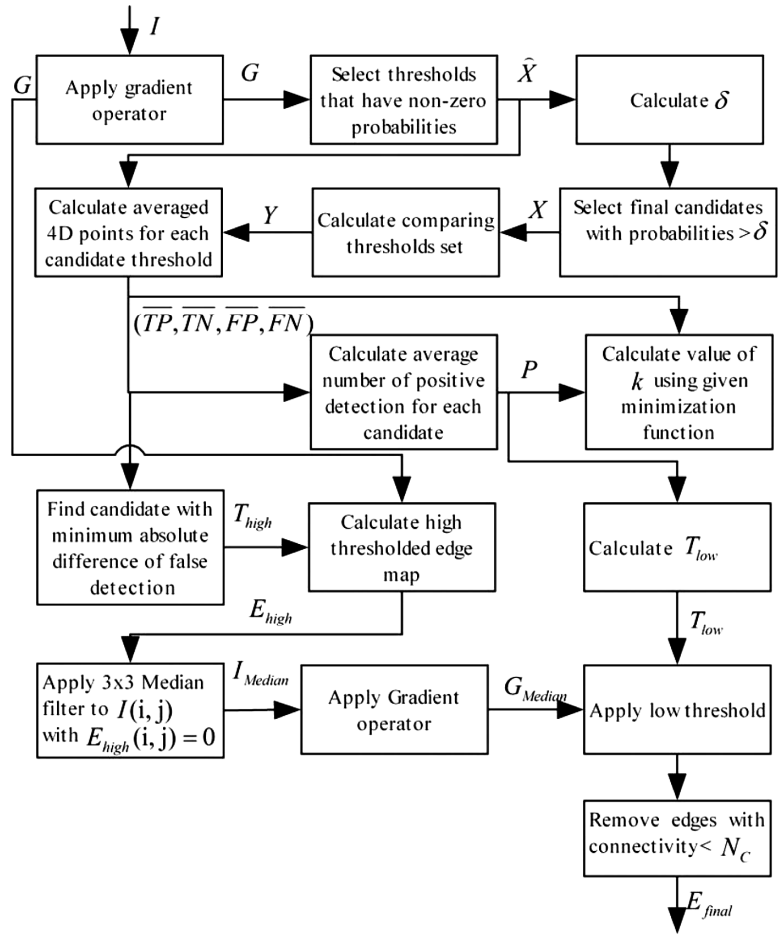 I
G
Apply gradient
operator
G
Select thresholds
that have non-zero
probabilities
X̂
Calculate δ
Calculate averaged
4D points for each
candidate threshold
Y
Calculate comparing
thresholds set
X
Select final candidates
with probabilities >δ
(T̅P̅, T̅N̅, F̅P̅, F̅N̅)
Calculate average
number of positive
detection for each
candidate
P
Calculate value of
k using given
minimization
function
Find candidate with
minimum absolute
difference of false
detection
T_high
Calculate high
thresholded edge
map
Calculate T_low
E_high
T_low
Apply 3x3 Median
filter to I(i, j)
with E_high(i, j) = 0
I_Median
Apply Gradient
operator
G_Median
Apply low threshold
Remove edges with
connectivity< N_C
E_final